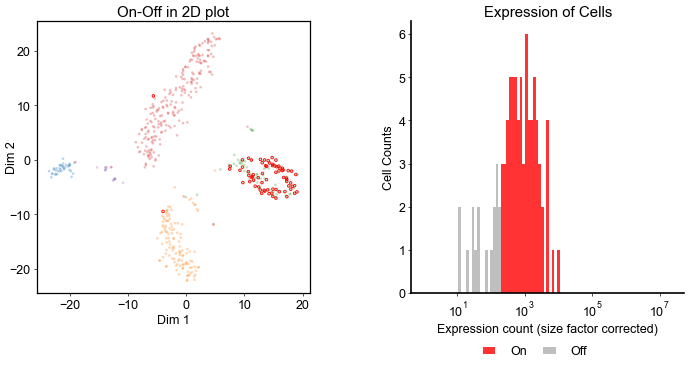 On-Off in 2D plot
Dim 2
20
10
0
−10
−20
−20 −10 0 10 20
Dim 1
Expression of Cells
Cell Counts
6
5
4
3
2
1
0
10^1 10^3 10^5 10^7
Expression count (size factor corrected)
On Off